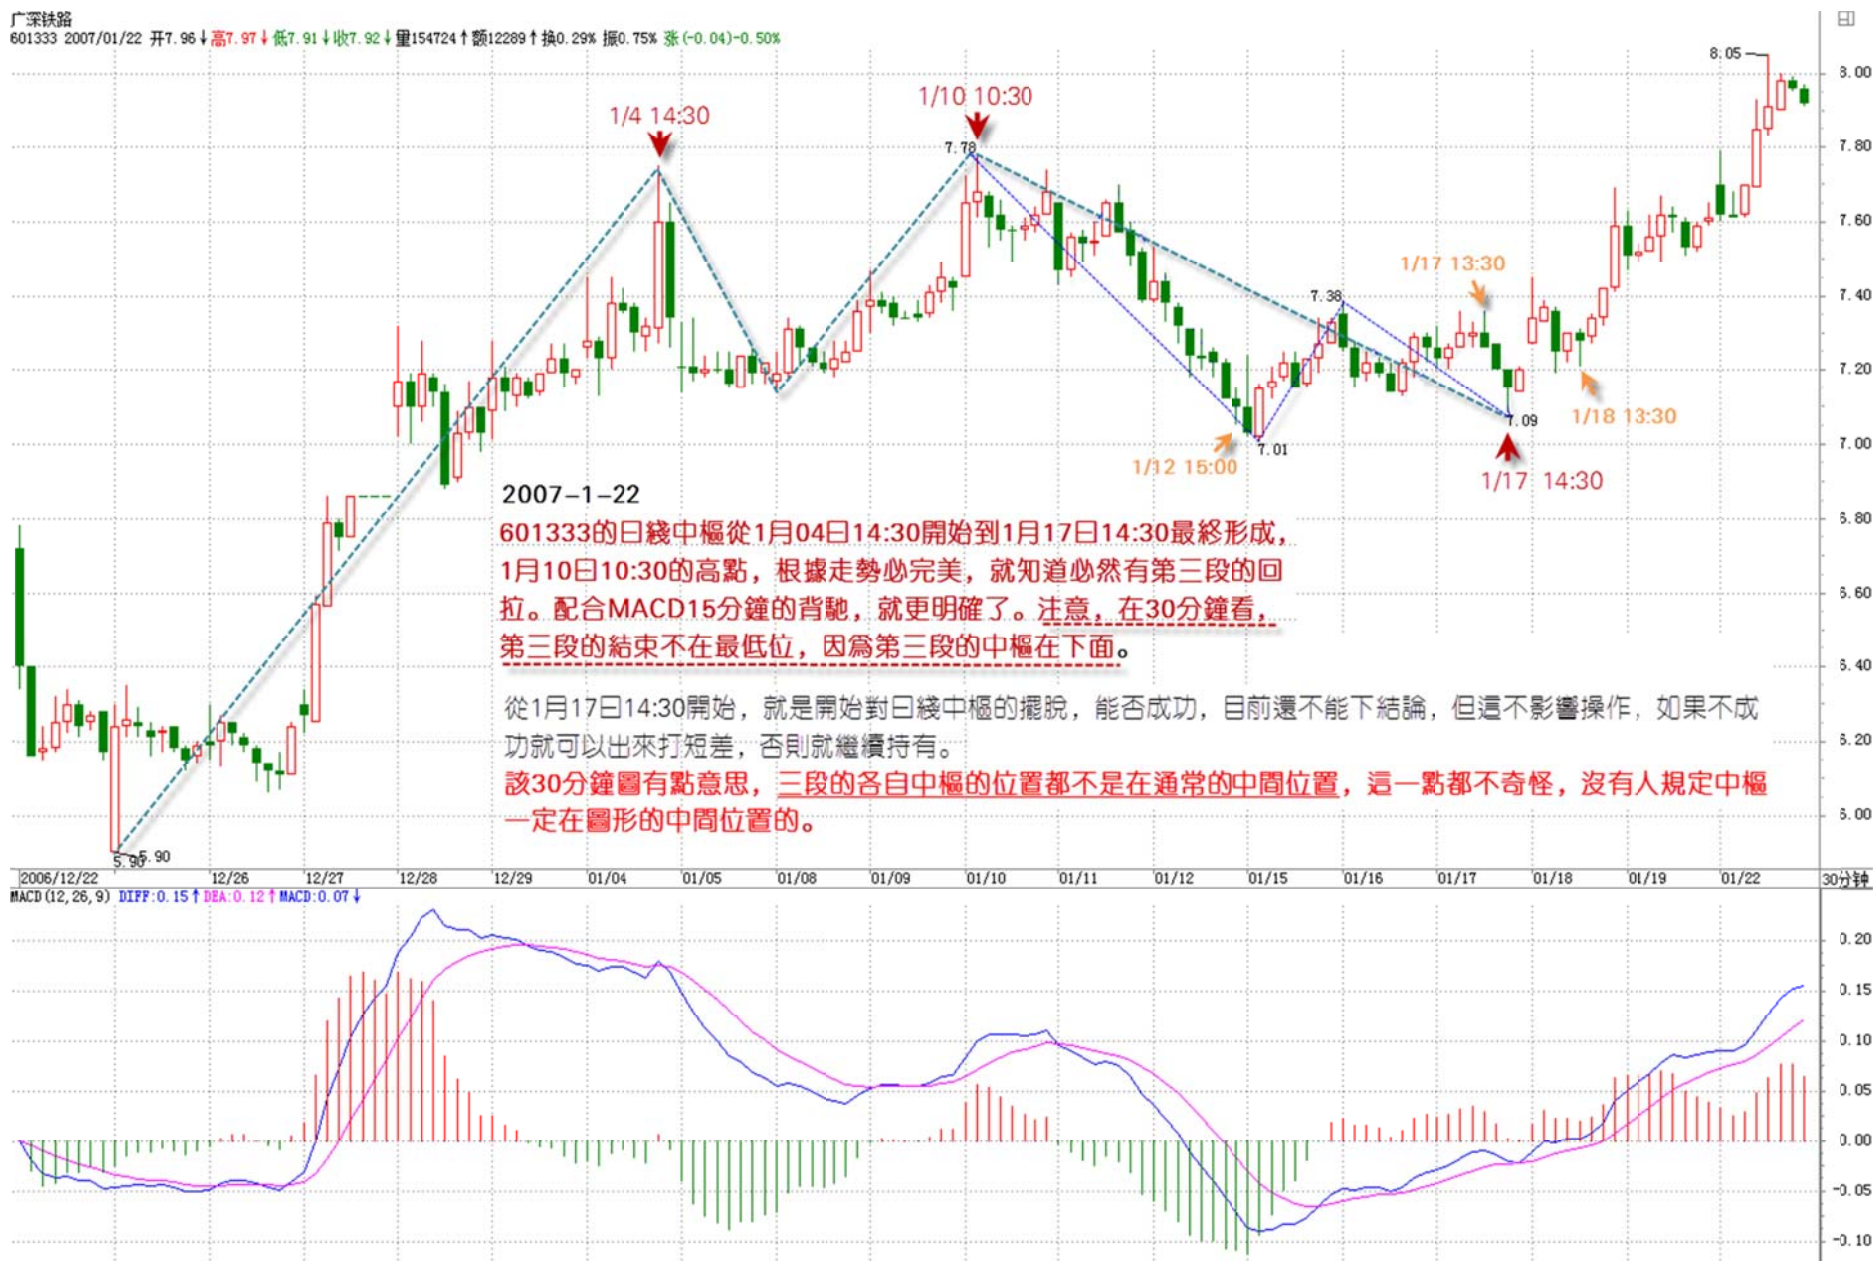 广深铁路
601333 2007/01/22 开7.96↓高7.97↓低7.91↓收7.92↓量154724↑额12289↑换0.29% 振0.75% 涨(-0.04)-0.50%
8.05
8.00
1/10 10:30
1/4 14:30
7.78
7.80
7.60
1/17 13:30
7.38
7.40
7.20
7.09
1/18 13:30
7.00
7.01
1/12 15:00
1/17 14:30
2007-1-22
601333的日綫中樞從1月04日14:30開始到1月17日14:30最終形成,
1月10日10:30的高點，根據走勢必完美，就知道必然有第三段的回
拉。配合MACD15分鐘的背馳，就更明確了。注意，在30分鐘看，
第三段的結束不在最低位，因爲第三段的中樞在下面。
6.80
6.60
6.40
從1月17日14:30開始，就是開始對日綫中樞的擺脫，能否成功，目前還不能下結論，但這不影響操作，如果不成
功就可以出來打短差，否則就繼續持有。
6.20
該30分鐘圖有點意思，三段的各自中樞的位置都不是在通常的中間位置，這一點都不奇怪，沒有人規定中樞
一定在圖形的中間位置的。
6.00
5.90
5.90
2006/12/22 12/26 12/27 12/28 12/29 01/04 01/05 01/08 01/09 01/10 01/11 01/12 01/15 01/16 01/17 01/18 01/19 01/22 30分钟
MACD(12,26,9) DIFF:0.15↑DEA:0.12↑MACD:0.07↓
0.20
0.15
0.10
0.05
0.00
-0.05
-0.10